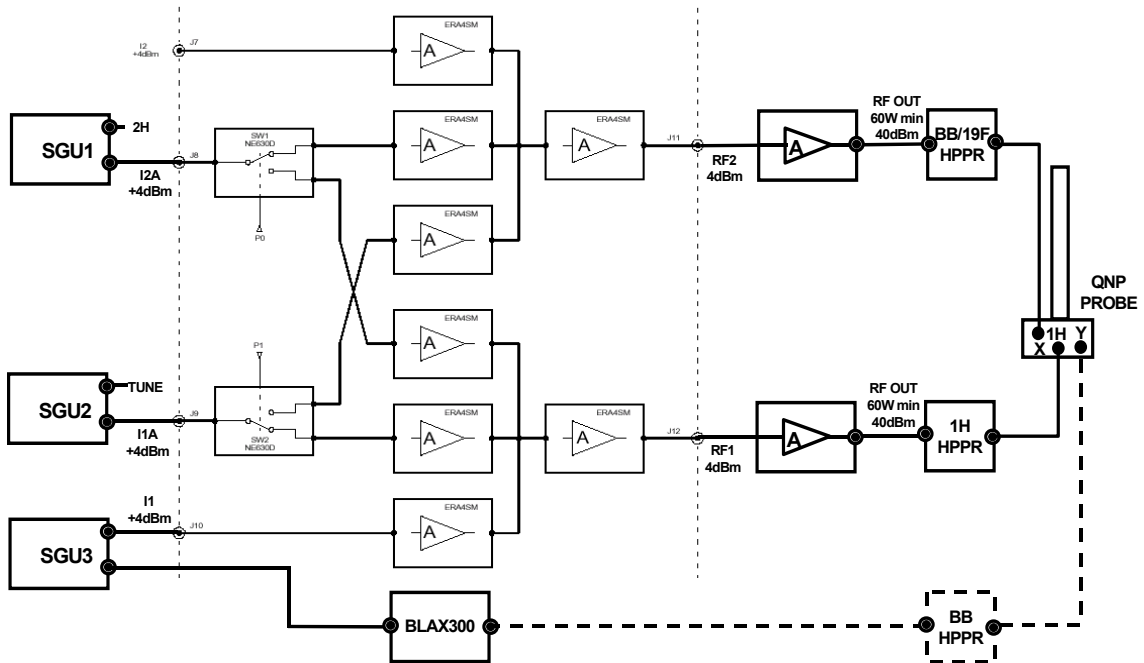 ERA4SM
I2
+4dBm
J7
A
RF OUT
60W min
40dBm
SGU1
2H
SW1
NE630D
ERA4SM
A
ERA4SM
A
J11
A
BB/19F
HPPR
J8
I2A
+4dBm
RF2
4dBm
P0
ERA4SM
A
QNP
PROBE
ERA4SM
A
1H
Y
X
P1
SGU2
TUNE
J9
I1A
+4dBm
SW2
NE630D
ERA4SM
A
ERA4SM
A
J12
RF1
4dBm
A
RF OUT
60W min
40dBm
1H
HPPR
I1
+4dBm
J10
ERA4SM
A
SGU3
BLAX300
BB
HPPR